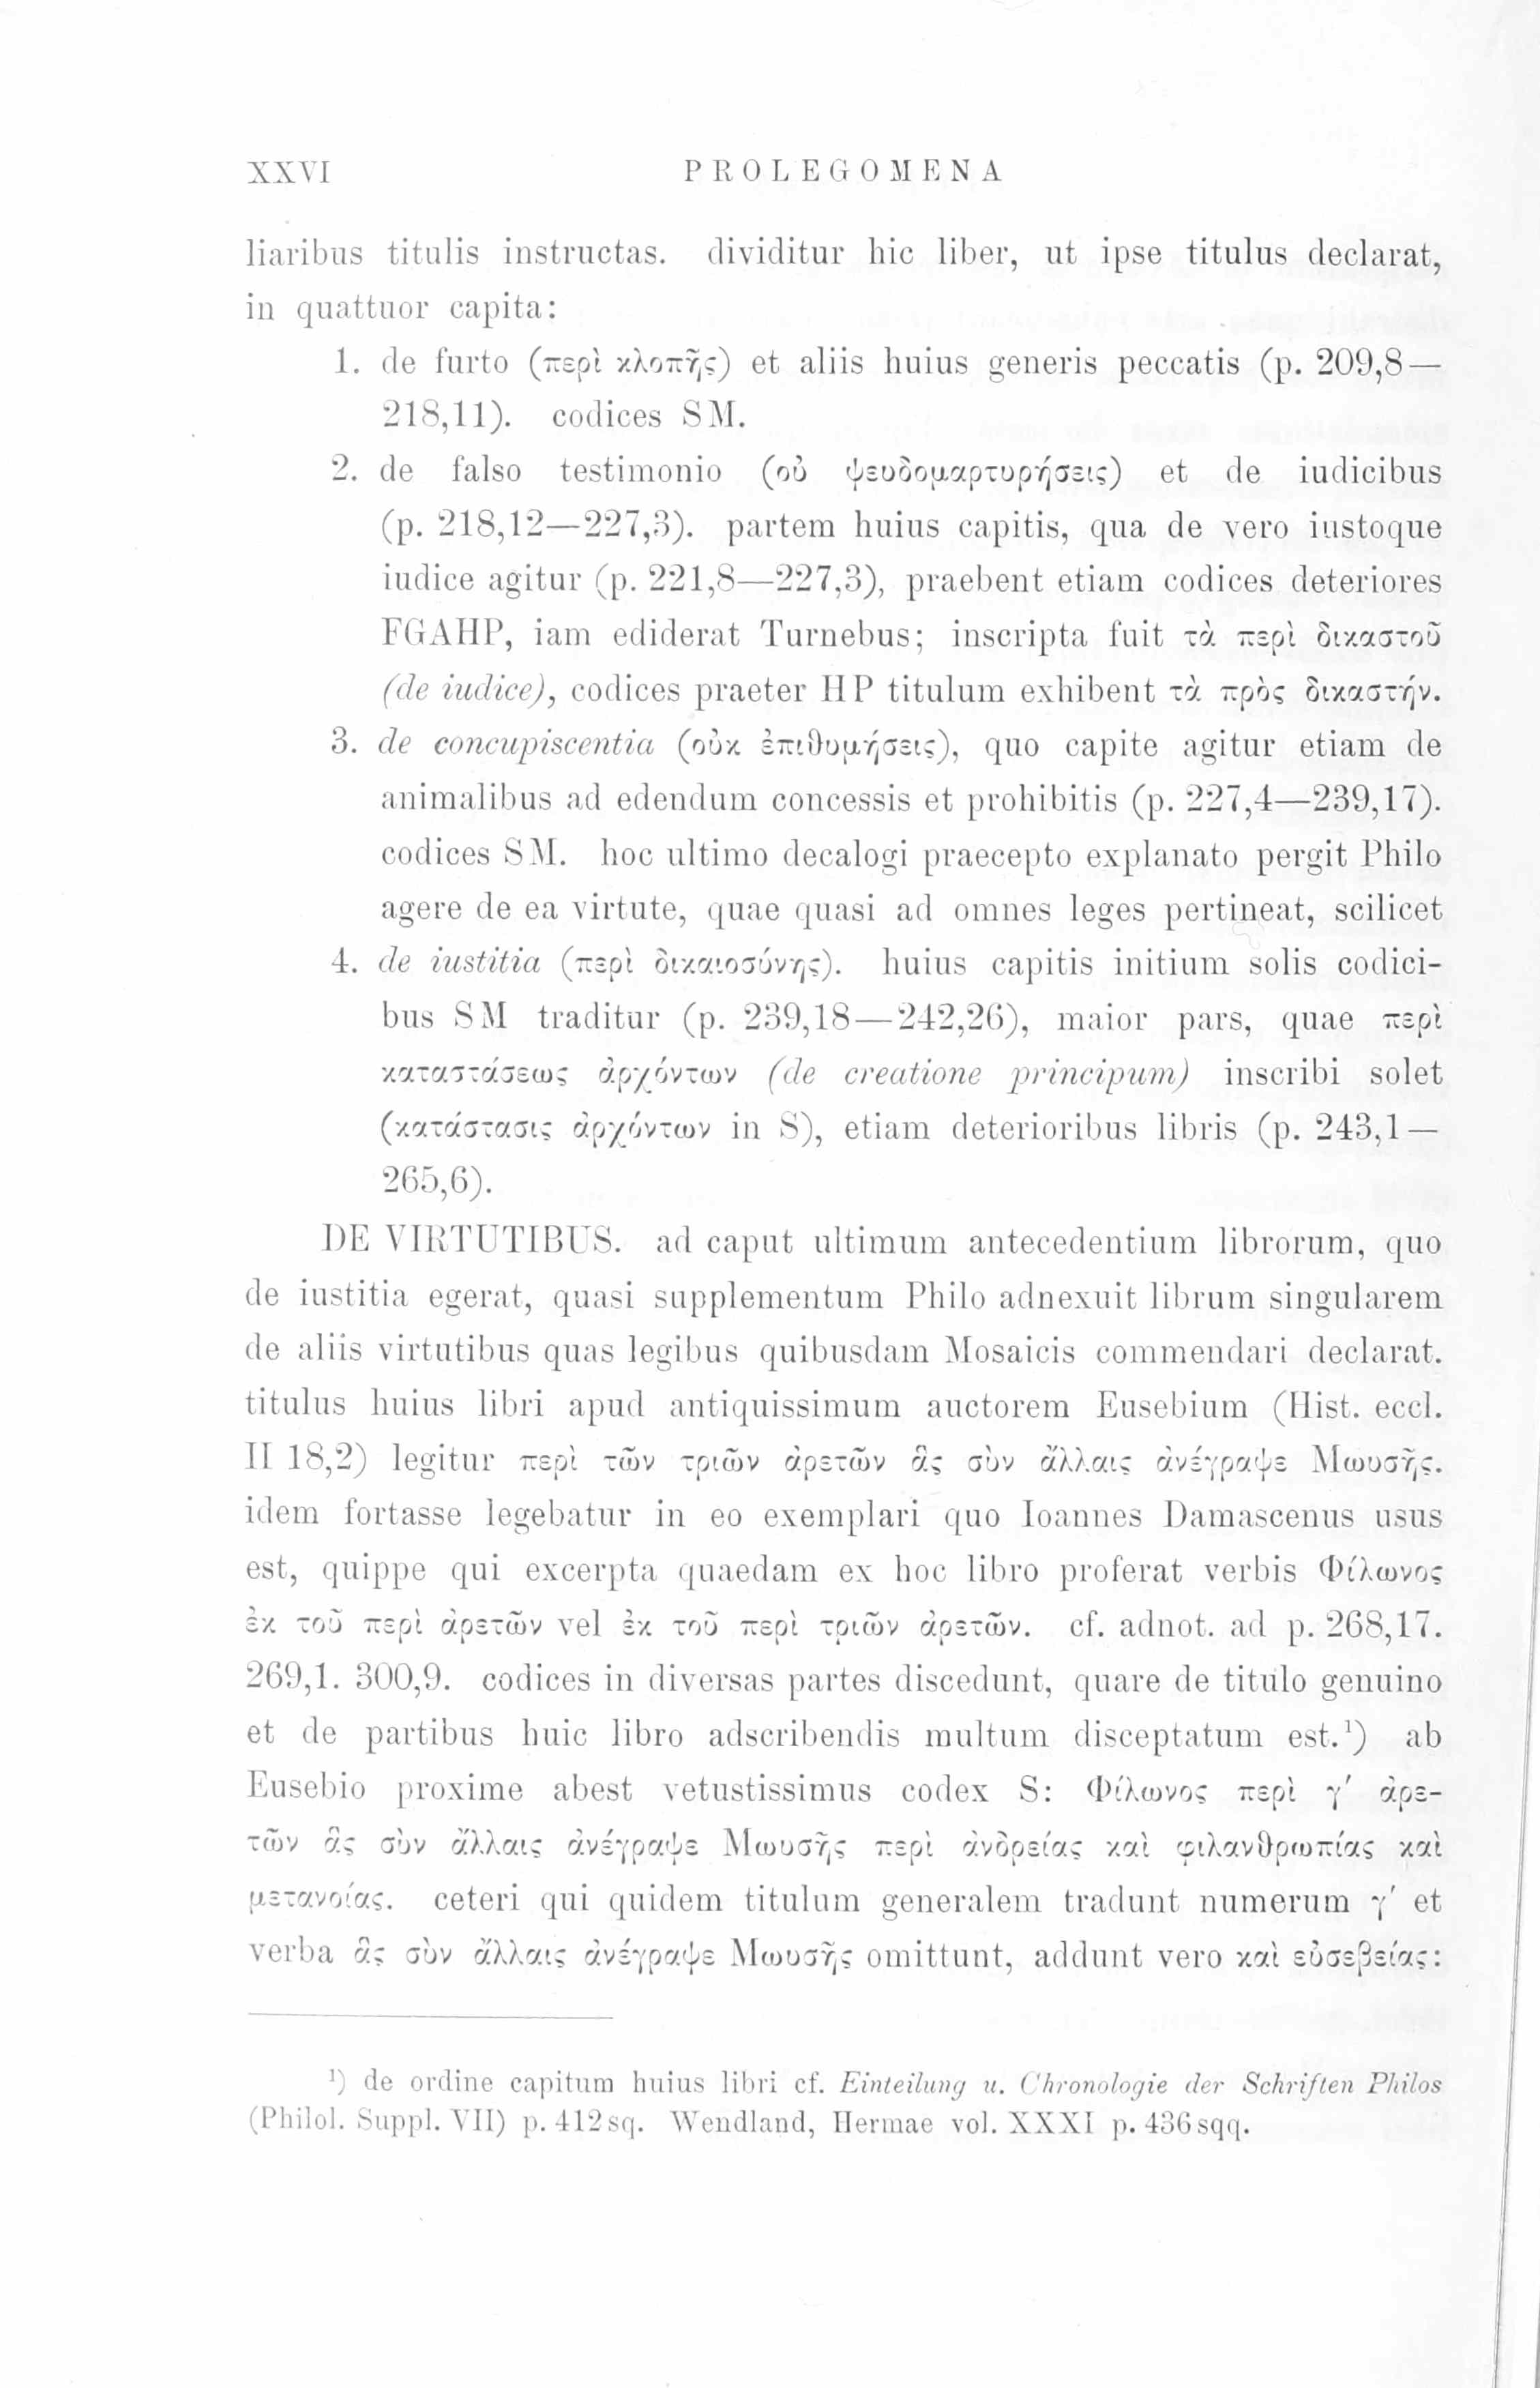 XXVI PROLEGOMENA
liaribus titulis instructas. dividitur hic liber, ut ipse titulus declarat,
in quattuor capita:
1. de furto (περὶ κλοπῆς) et aliis huius generis peccatis (p. 209,8—
218,11). codices SM.
2. de falso testimonio (οὐ ψευδομαρτυρήσεις) et de iudicibus
(p. 218,12—227,3). partem huius capitis, qua de vero iustoque
iudice agitur (p. 221,8—227,3), praebent etiam codices deteriores
FGAHP, iam ediderat Turnebus; inscripta fuit τὰ περὶ δικαστοῦ
(de iudice), codices praeter HP titulum exhibent τὰ πρὸς δικαστήν.
3. de concupiscentia (οὐκ ἐπιθυμήσεις), quo capite agitur etiam de
animalibus ad edendum concessis et prohibitis (p. 227,4—239,17).
codices SM. hoc ultimo decalogi praecepto explanato pergit Philo
agere de ea virtute, quae quasi ad omnes leges pertineat, scilicet
4. de iustitia (περὶ δικαιοσύνης). huius capitis initium solis codici-
bus SM traditur (p. 239,18—242,26), maior pars, quae περὶ
καταστάσεως ἀρχόντων (de creatione principum) inscribi solet
(κατάστασις ἀρχόντων in S), etiam deterioribus libris (p. 243,1—
265,6).
DE VIRTUTIBUS. ad caput ultimum antecedentium librorum, quo
de iustitia egerat, quasi supplementum Philo adnexuit librum singularem
de aliis virtutibus quas legibus quibusdam Mosaicis commendari declarat.
titulus huius libri apud antiquissimum auctorem Eusebium (Hist. eccl.
II 18,2) legitur περὶ τῶν τριῶν ἀρετῶν ἃς σὺν ἄλλαις ἀνέγραψε Μωυσῆς.
idem fortasse legebatur in eo exemplari quo Ioannes Damascenus usus
est, quippe qui excerpta quaedam ex hoc libro proferat verbis Φίλωνος
ἐκ τοῦ περὶ ἀρετῶν vel ἐκ τοῦ περὶ τριῶν ἀρετῶν. cf. adnot. ad p. 268,17.
269,1. 300,9. codices in diversas partes discedunt, quare de titulo genuino
et de partibus huic libro adscribendis multum disceptatum est.¹) ab
Eusebio proxime abest vetustissimus codex S: Φίλωνος περὶ γ′ ἀρε-
τῶν ἃς σὺν ἄλλαις ἀνέγραψε Μωυσῆς περὶ ἀνδρείας καὶ φιλανθρωπίας καὶ
μετανοίας. ceteri qui quidem titulum generalem tradunt numerum γ′ et
verba ἃς σὺν ἄλλαις ἀνέγραψε Μωυσῆς omittunt, addunt vero καὶ εὐσεβείας:
¹) de ordine capitum huius libri cf. Einteilung u. Chronologie der Schriften Philos
(Philol. Suppl. VII) p. 412sq. Wendland, Hermae vol. XXXI p. 436sqq.